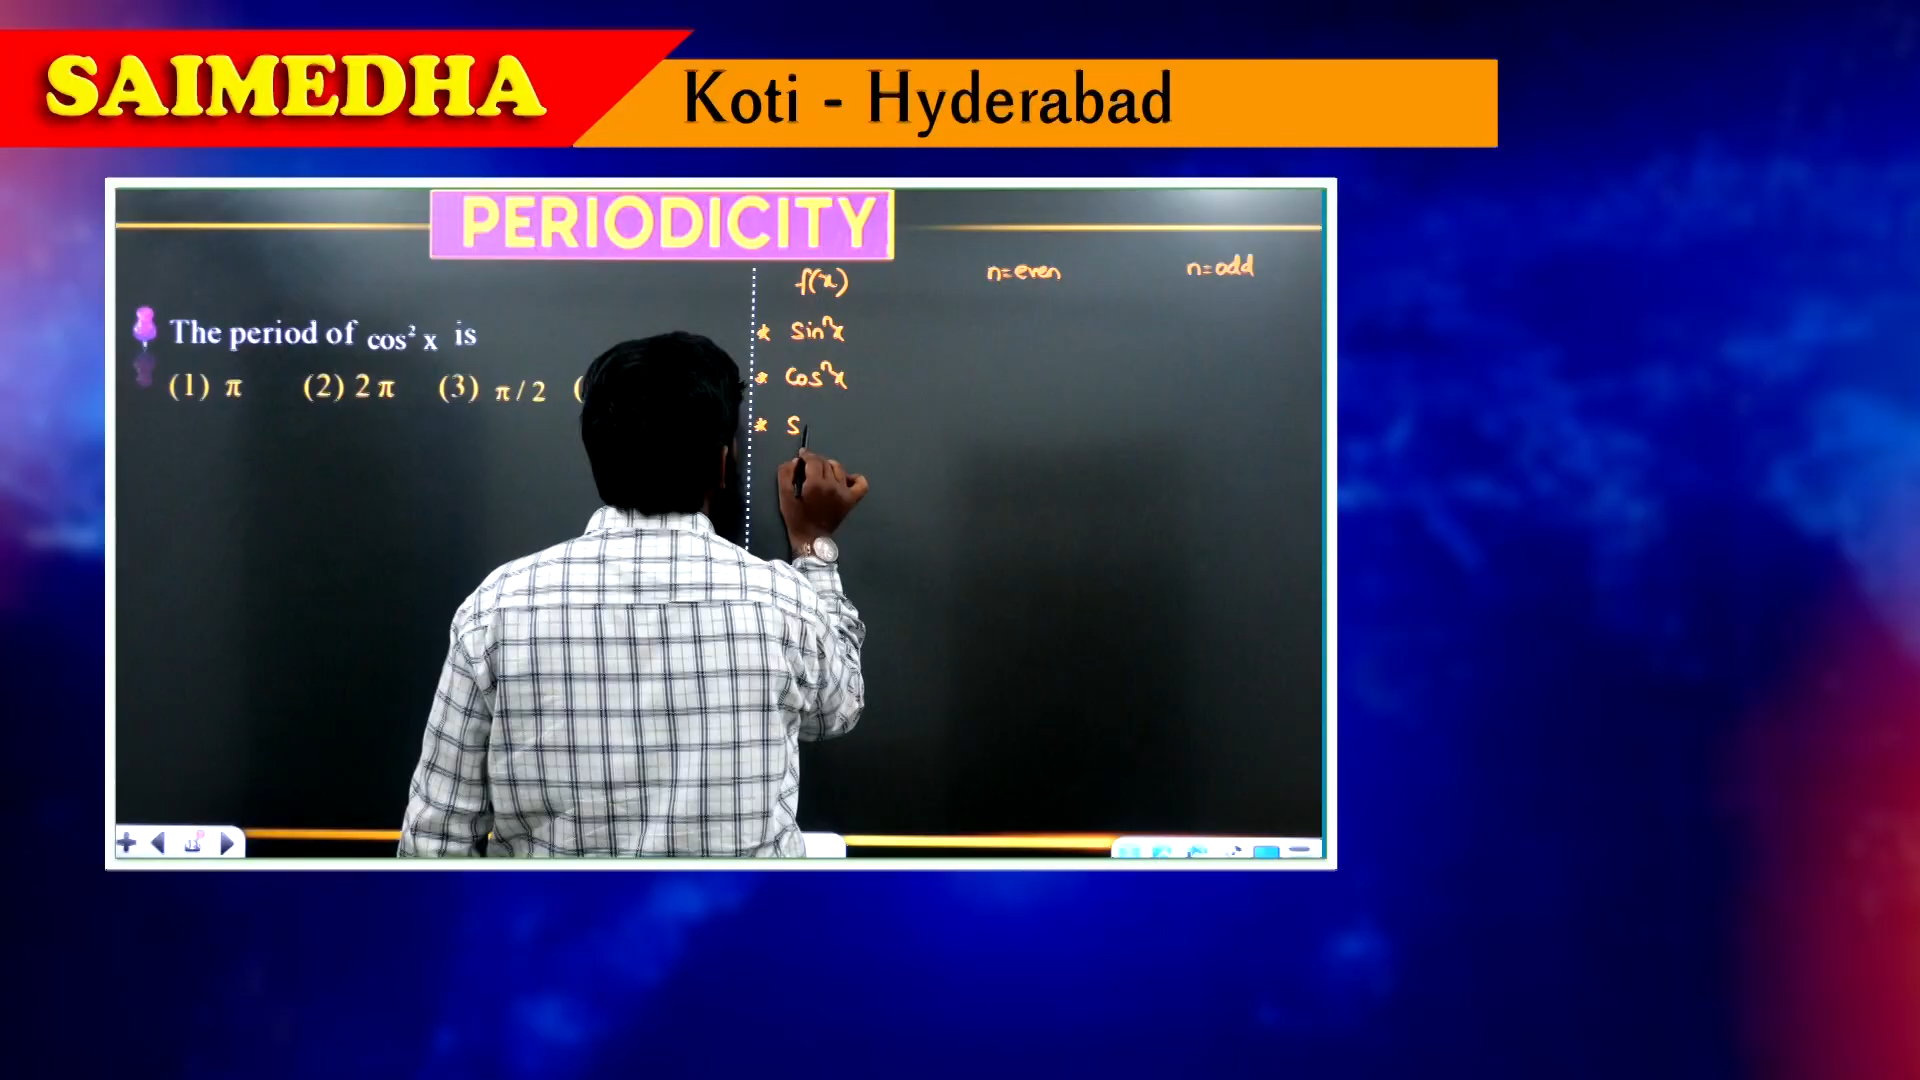 SAIMEDHA
Koti - Hyderabad
PERIODICITY
f(x) n=even n=odd
The period of cos² x is
(1) π (2) 2π (3) π/2 (
* Sinⁿx
* Cosⁿx
* S